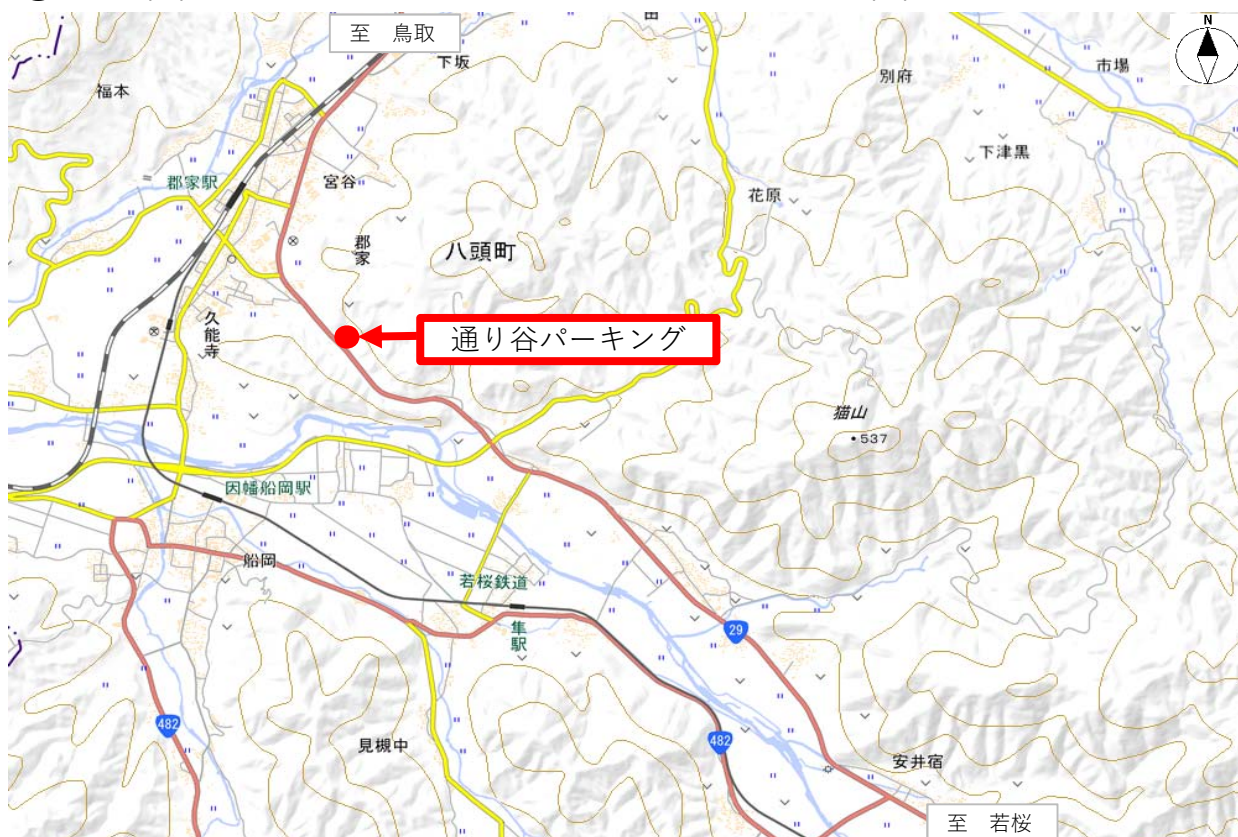 至 鳥取
N
下坂
田
市場
別府
福本
下津黒
郡家駅
宮谷
花原
郡家
八頭町
久能寺
通り谷パーキング
猫山
537
因幡船岡駅
船岡
若桜鉄道
隼駅
29
482
482
見槻中
安井宿
至 若桜